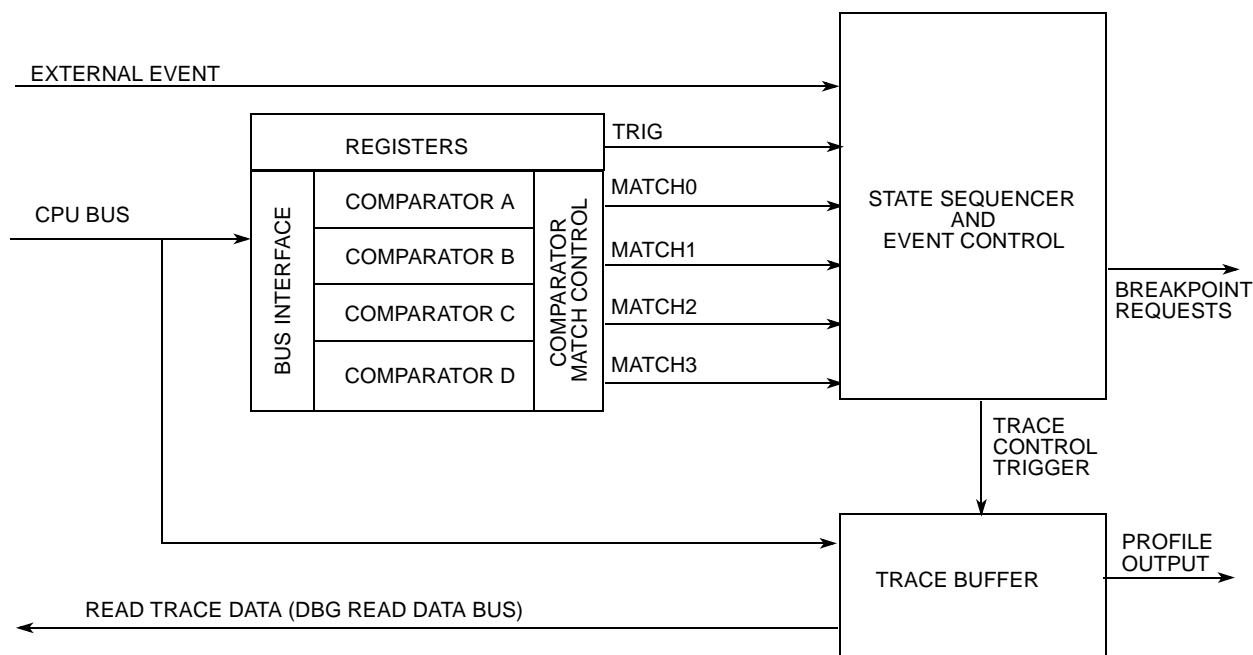 EXTERNAL EVENT
TRIG
REGISTERS
MATCH0
COMPARATOR A
CPU BUS
STATE SEQUENCER
AND
EVENT CONTROL
BUS INTERFACE
COMPARATOR B
COMPARATOR
MATCH CONTROL
MATCH1
BREAKPOINT
REQUESTS
COMPARATOR C
MATCH2
COMPARATOR D
MATCH3
TRACE
CONTROL
TRIGGER
TRACE BUFFER
PROFILE
OUTPUT
READ TRACE DATA (DBG READ DATA BUS)